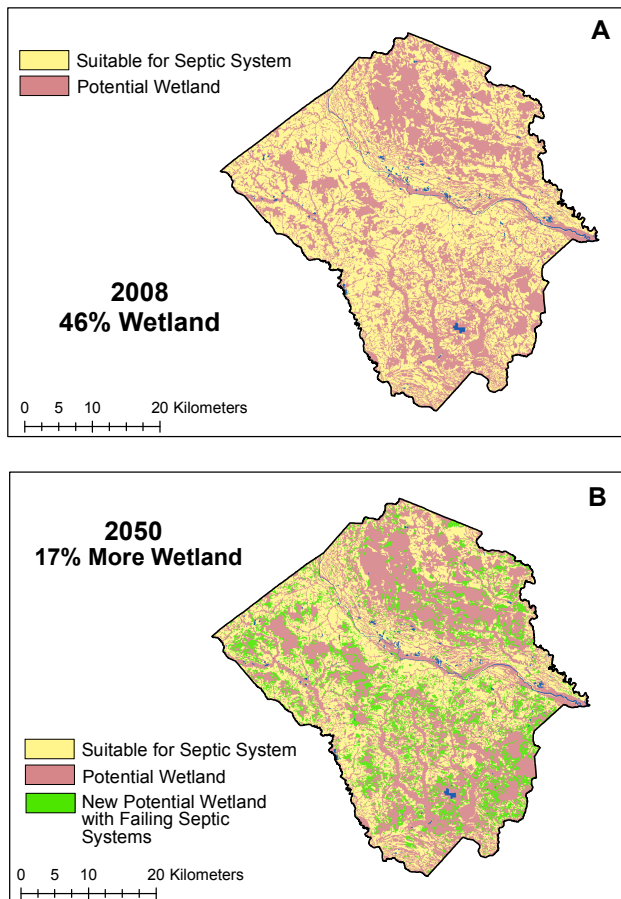 A
Suitable for Septic System
Potential Wetland
2008
46% Wetland
0 5 10 20 Kilometers
B
2050
17% More Wetland
Suitable for Septic System
Potential Wetland
New Potential Wetland
with Failing Septic
Systems
0 5 10 20 Kilometers